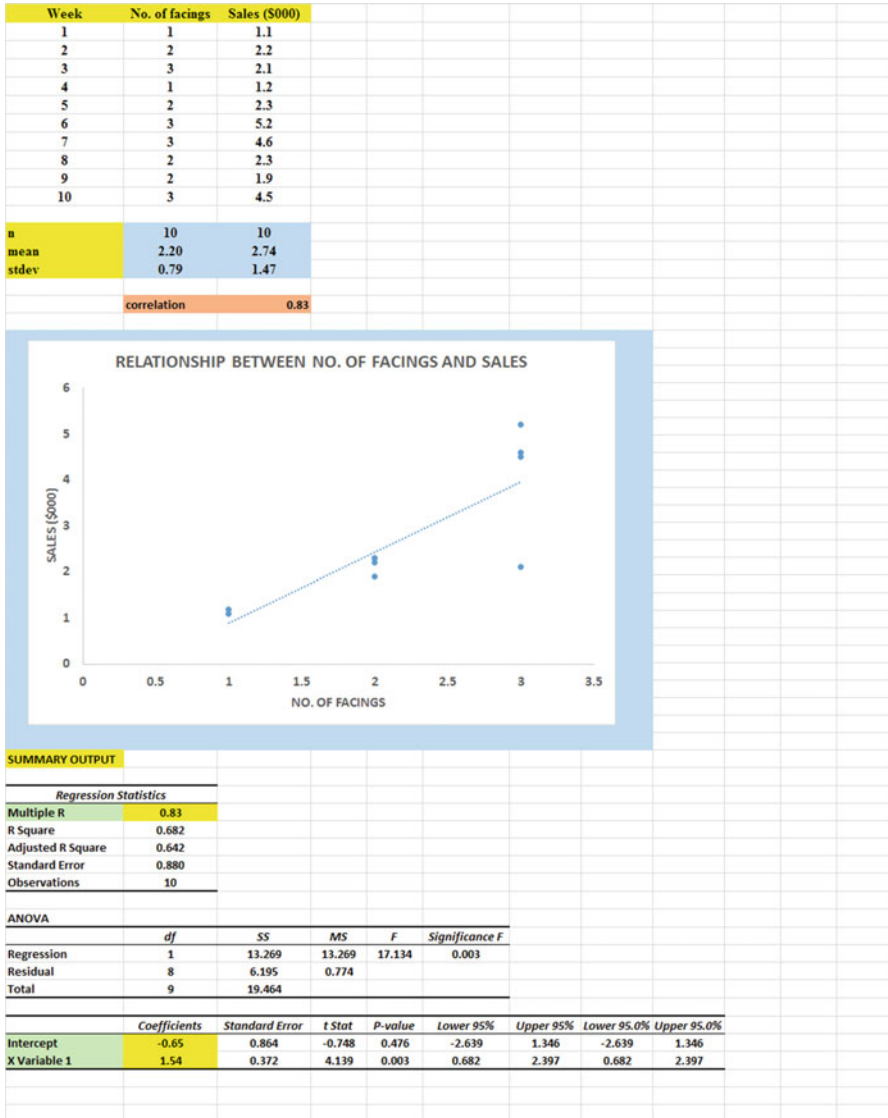 Week No. of facings Sales ($000)
1 1 1.1
2 2 2.2
3 3 2.1
4 1 1.2
5 2 2.3
6 3 5.2
7 3 4.6
8 2 2.3
9 2 1.9
10 3 4.5
n 10 10
mean 2.20 2.74
stdev 0.79 1.47
correlation 0.83
RELATIONSHIP BETWEEN NO. OF FACINGS AND SALES
6
5
4
3
2
1
0
SALES ($000)
0 0.5 1 1.5 2 2.5 3 3.5
NO. OF FACINGS
SUMMARY OUTPUT
Regression Statistics
Multiple R 0.83
R Square 0.682
Adjusted R Square 0.642
Standard Error 0.880
Observations 10
ANOVA
df SS MS F Significance F
Regression 1 13.269 13.269 17.134 0.003
Residual 8 6.195 0.774
Total 9 19.464
Coefficients Standard Error t Stat P-value Lower 95% Upper 95% Lower 95.0% Upper 95.0%
Intercept -0.65 0.864 -0.748 0.476 -2.639 1.346 -2.639 1.346
X Variable 1 1.54 0.372 4.139 0.003 0.682 2.397 0.682 2.397